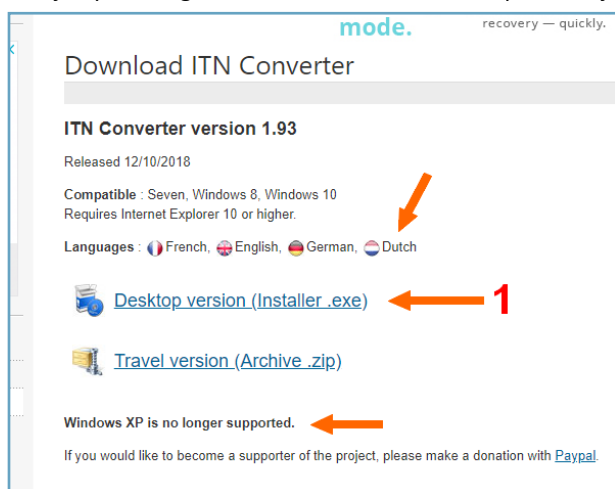 mode.
recovery — quickly.
Download ITN Converter
ITN Converter version 1.93
Released 12/10/2018
Compatible : Seven, Windows 8, Windows 10
Requires Internet Explorer 10 or higher.
Languages : French, English, German, Dutch
Desktop version (Installer .exe) 1
Travel version (Archive .zip)
Windows XP is no longer supported.
If you would like to become a supporter of the project, please make a donation with Paypal.